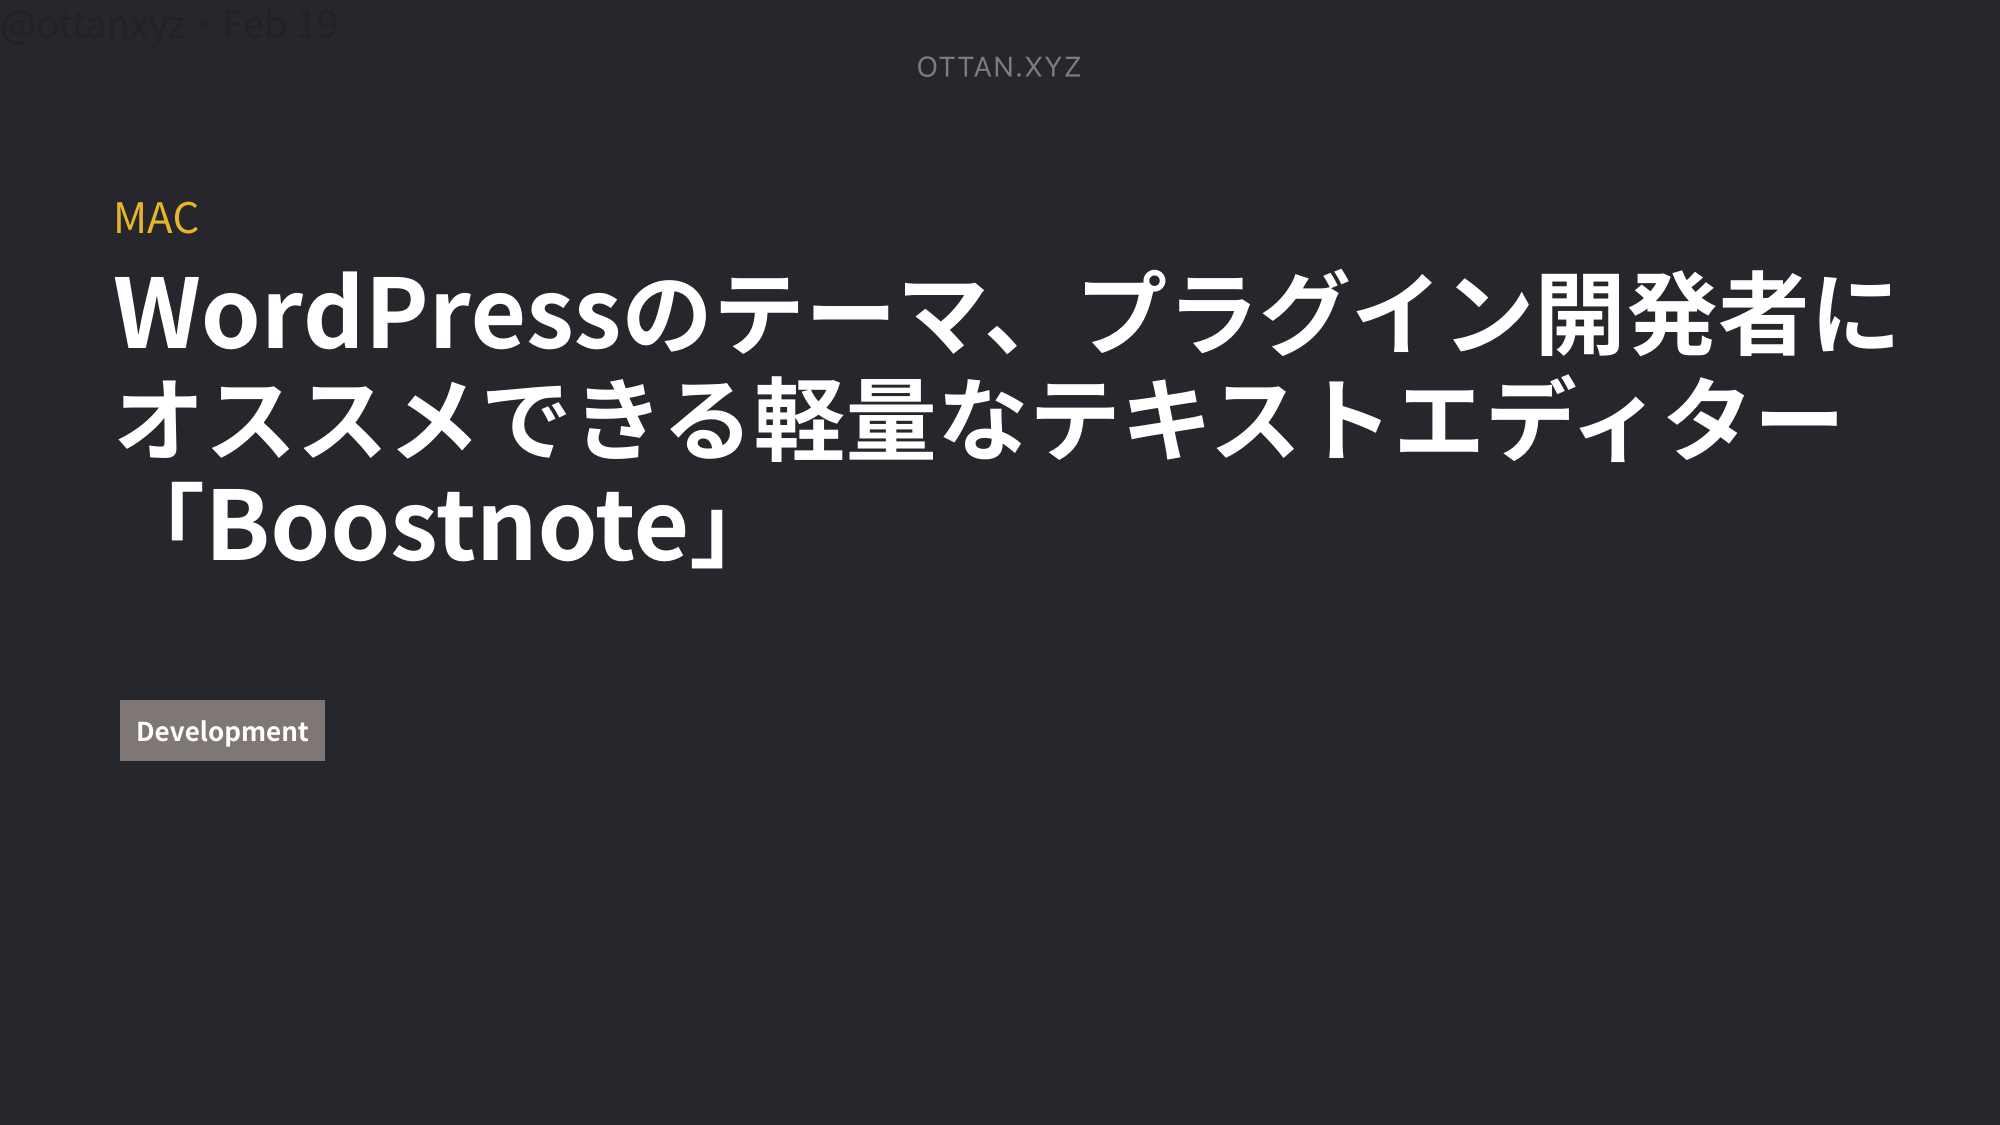 @ottanxyz・Feb 19
OTTAN.XYZ
MAC
WordPressのテーマ、プラグイン開発者に
オススメできる軽量なテキストエディター
「Boostnote」
Development